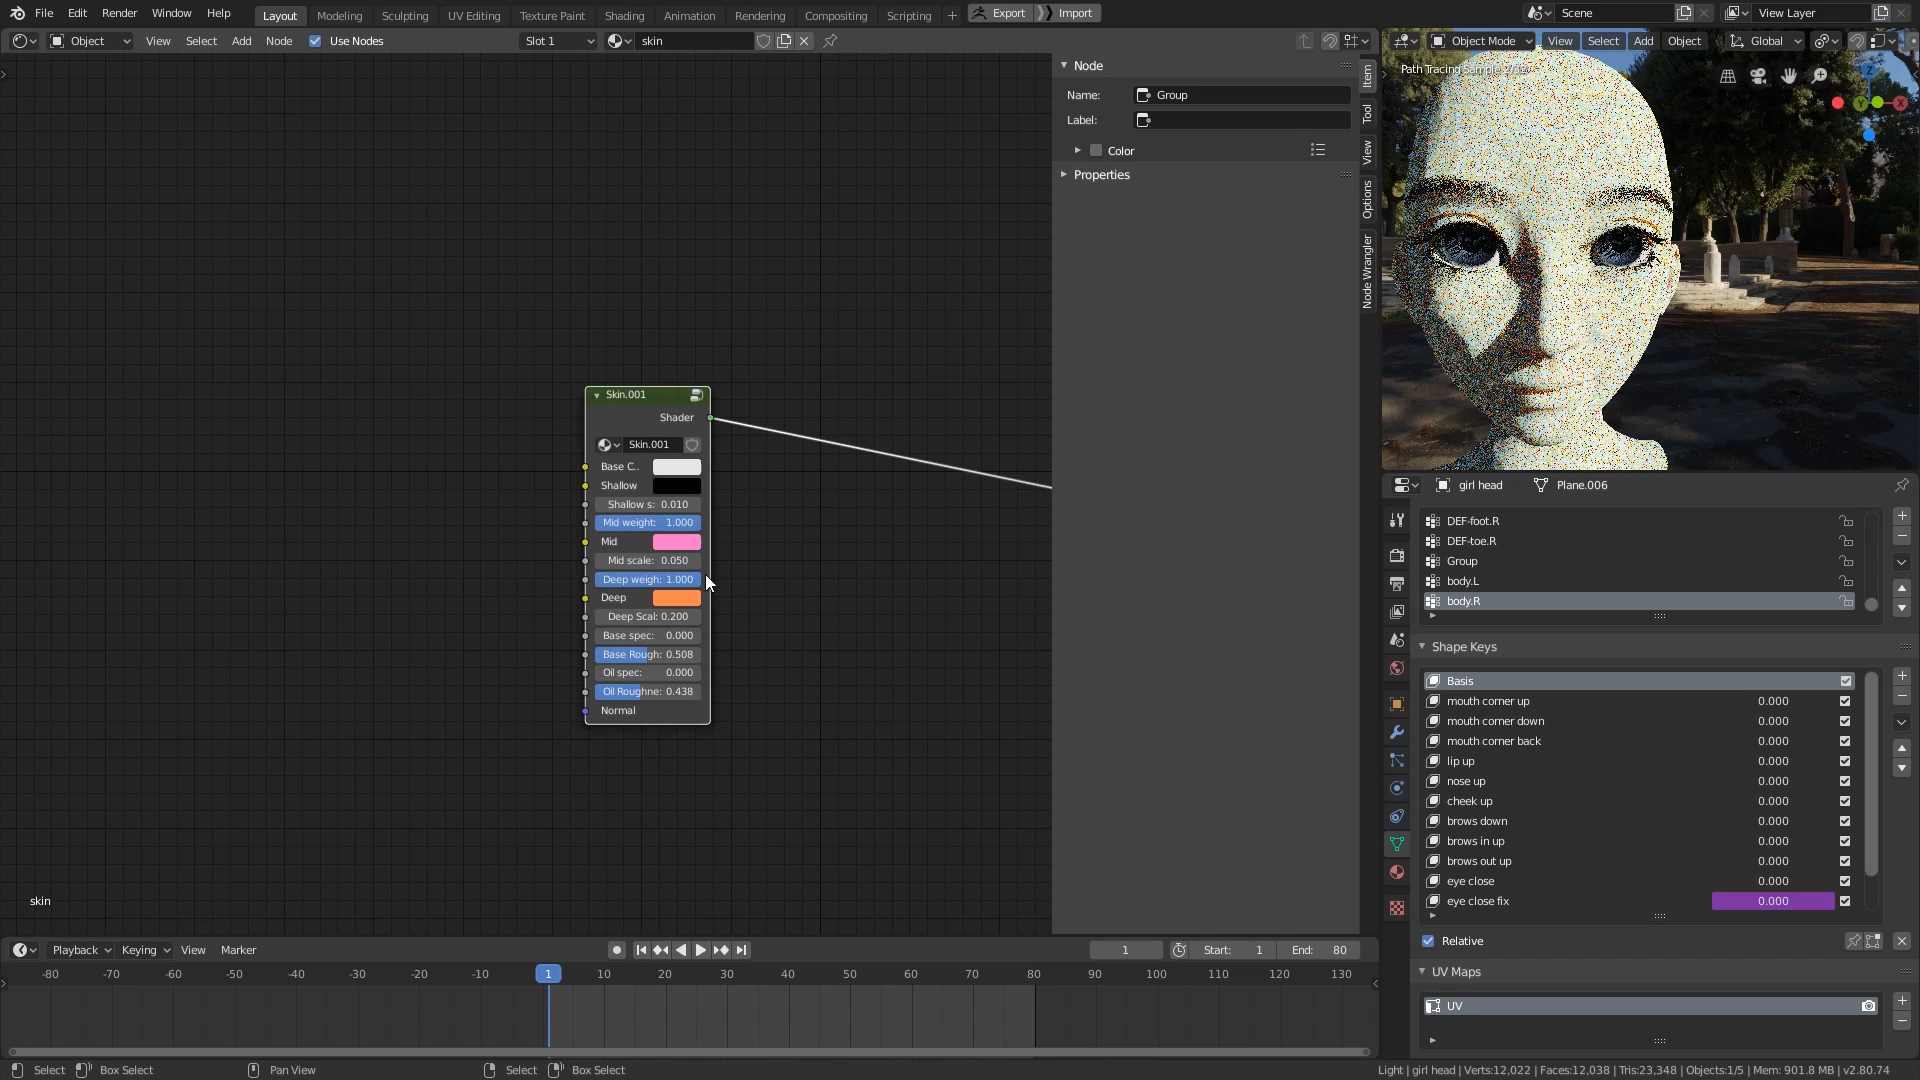 File Edit Render Window Help Layout Modeling Sculpting UV Editing Texture Paint Shading Animation Rendering Compositing Scripting + Export Import Scene View Layer
Object View Select Add Node Use Nodes Slot 1 skin
Object Mode View Select Add Object Global
Path Tracing Sample
Z
Y
X
Node
Name: Group
Label:
Color
Properties
Item
Tool
View
Options
Node Wrangler
Skin.001
Shader
Skin.001
Base C..
Shallow
Shallow s: 0.010
Mid weight: 1.000
Mid
Mid scale: 0.050
Deep weigh: 1.000
Deep
Deep Scal: 0.200
Base spec: 0.000
Base Rough: 0.508
Oil spec: 0.000
Oil Roughne: 0.438
Normal
skin
girl head Plane.006
DEF-foot.R
DEF-toe.R
Group
body.L
body.R
Shape Keys
Basis
mouth corner up 0.000
mouth corner down 0.000
mouth corner back 0.000
lip up 0.000
nose up 0.000
cheek up 0.000
brows down 0.000
brows in up 0.000
brows out up 0.000
eye close 0.000
eye close fix 0.000
Relative
UV Maps
UV
Playback Keying View Marker 1 Start: 1 End: 80
-80 -70 -60 -50 -40 -30 -20 -10 1 10 20 30 40 50 60 70 80 90 100 110 120 130
Select Box Select Pan View Select Box Select Light | girl head | Verts:12,022 | Faces:12,038 | Tris:23,348 | Objects:1/5 | Mem: 901.8 MB | v2.80.74